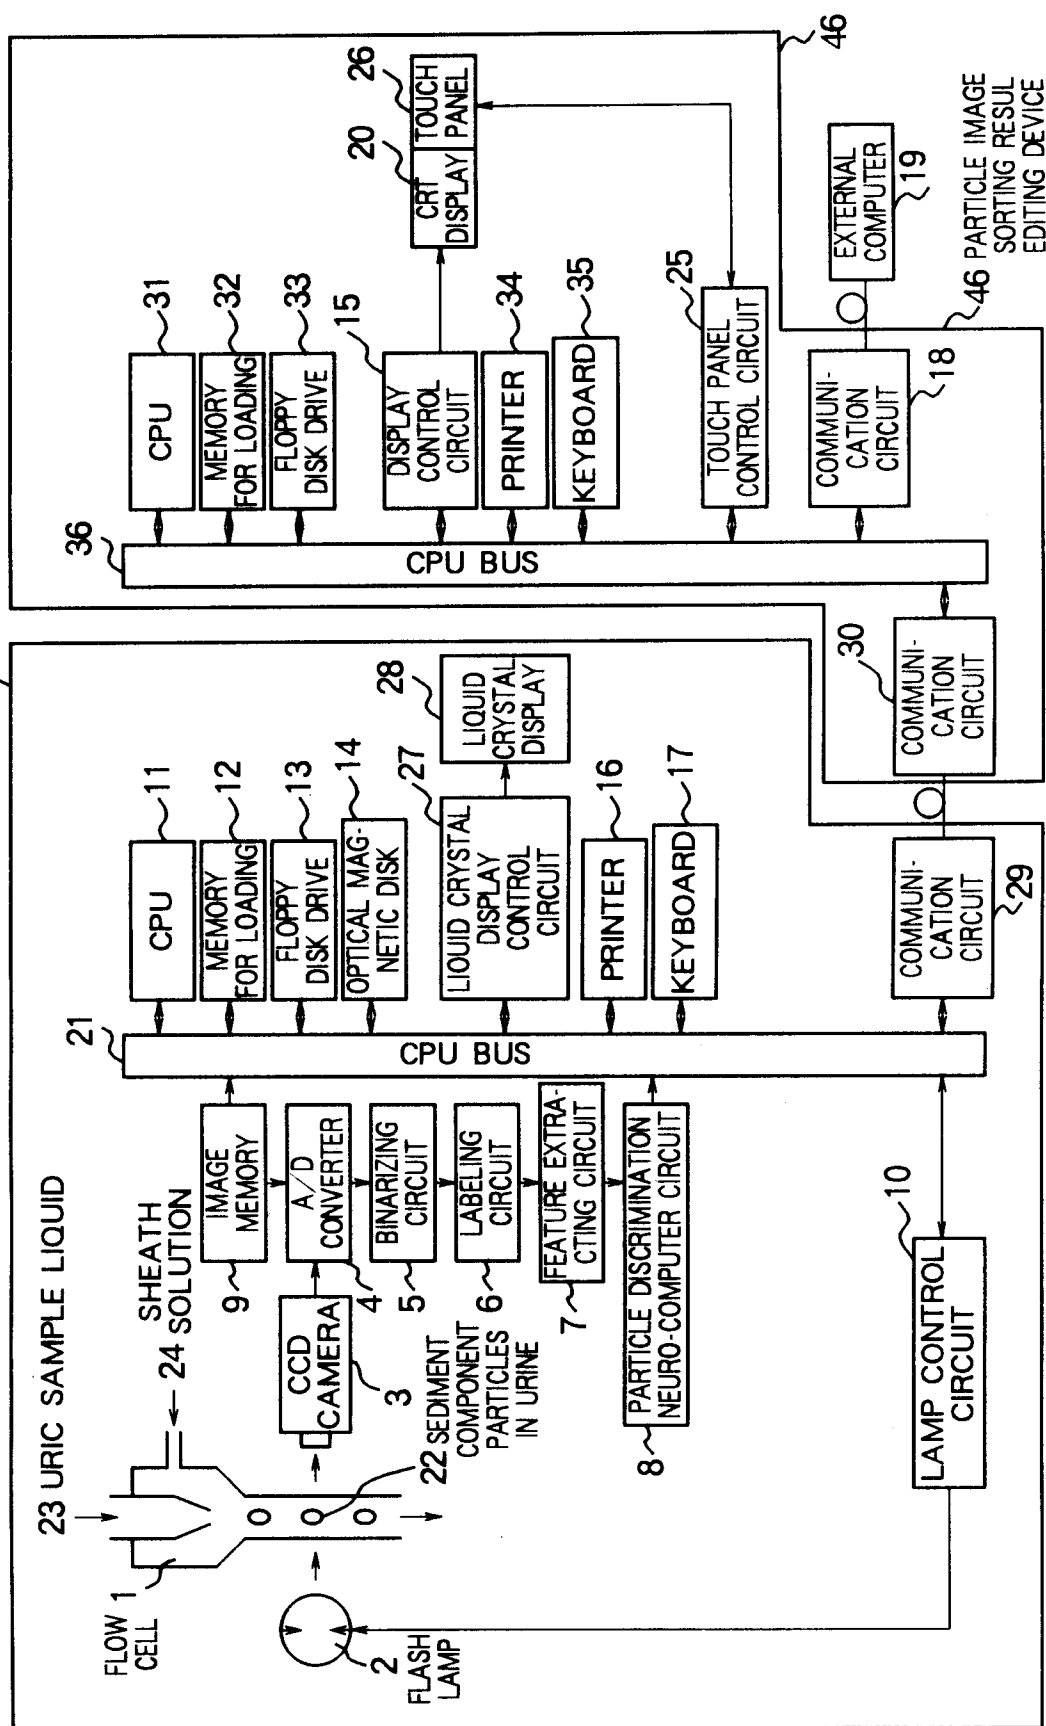 23 URIC SAMPLE LIQUID
SHEATH
24 SOLUTION
FLOW 1
CELL
2
FLASH
LAMP
22 SEDIMENT
COMPONENT
PARTICLES
IN URINE
CCD
CAMERA
3
IMAGE
MEMORY
9
A/D
CONVERTER
4
BINARIZING
CIRCUIT
5
LABELING
CIRCUIT
6
FEATURE EXTRA-
CTING CIRCUIT
7
PARTICLE DISCRIMINATION
NEURO-COMPUTER CIRCUIT
8
LAMP CONTROL
CIRCUIT
10
21
CPU BUS
CPU
11
MEMORY
FOR LOADING
12
FLOPPY
DISK DRIVE
13
OPTICAL MAG-
NETIC DISK
14
LIQUID CRYSTAL
DISPLAY
CONTROL
CIRCUIT
27
LIQUID
CRYSTAL
DISPLAY
28
PRINTER
16
KEYBOARD
17
COMMUNI-
CATION
CIRCUIT
29
COMMUNI-
CATION
CIRCUIT
30
36
CPU BUS
CPU
31
MEMORY
FOR LOADING
32
FLOPPY
DISK DRIVE
33
DISPLAY
CONTROL
CIRCUIT
15
PRINTER
34
KEYBOARD
35
CRT
DISPLAY
20
TOUCH
PANEL
26
TOUCH PANEL
CONTROL CIRCUIT
25
COMMUNI-
CATION
CIRCUIT
18
EXTERNAL
COMPUTER
19
46
46 PARTICLE IMAGE
SORTING RESUL
EDITING DEVICE